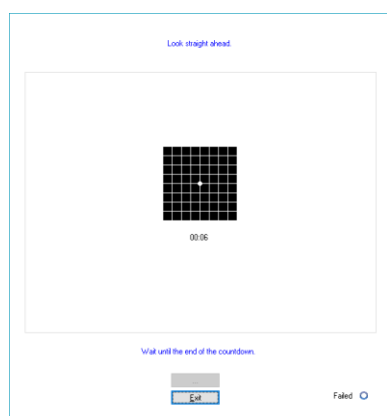 Look straight ahead.
00:06
Wait until the end of the countdown.
...
Exit
Failed